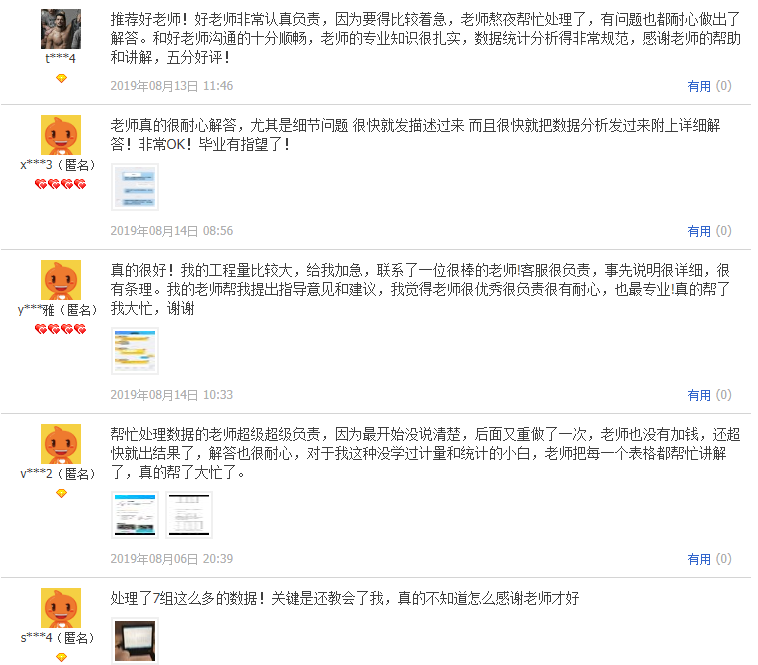 推荐好老师！好老师非常认真负责，因为要得比较着急，老师熬夜帮忙处理了，有问题也都耐心做出了
解答。和好老师沟通的十分顺畅，老师的专业知识很扎实，数据统计分析得非常规范，感谢老师的帮助
和讲解，五分好评！
t***4
2019年08月13日 11:46
有用 (0)
老师真的很耐心解答，尤其是细节问题 很快就发描述过来 而且很快就把数据分析发过来附上详细解
答！非常OK！毕业有指望了！
x***3（匿名）
2019年08月14日 08:56
有用 (0)
真的很好！我的工程量比较大，给我加急，联系了一位很棒的老师!客服很负责，事先说明很详细，很
有条理。我的老师帮我提出指导意见和建议，我觉得老师很优秀很负责很有耐心，也最专业!真的帮了
我大忙，谢谢
y***雅（匿名）
2019年08月14日 10:33
有用 (0)
帮忙处理数据的老师超级超级负责，因为最开始没说清楚，后面又重做了一次，老师也没有加钱，还超
快就出结果了，解答也很耐心，对于我这种没学过计量和统计的小白，老师把每一个表格都帮忙讲解
了，真的帮了大忙了。
v***2（匿名）
2019年08月06日 20:39
有用 (0)
处理了7组这么多的数据！关键是还教会了我，真的不知道怎么感谢老师才好
s***4（匿名）